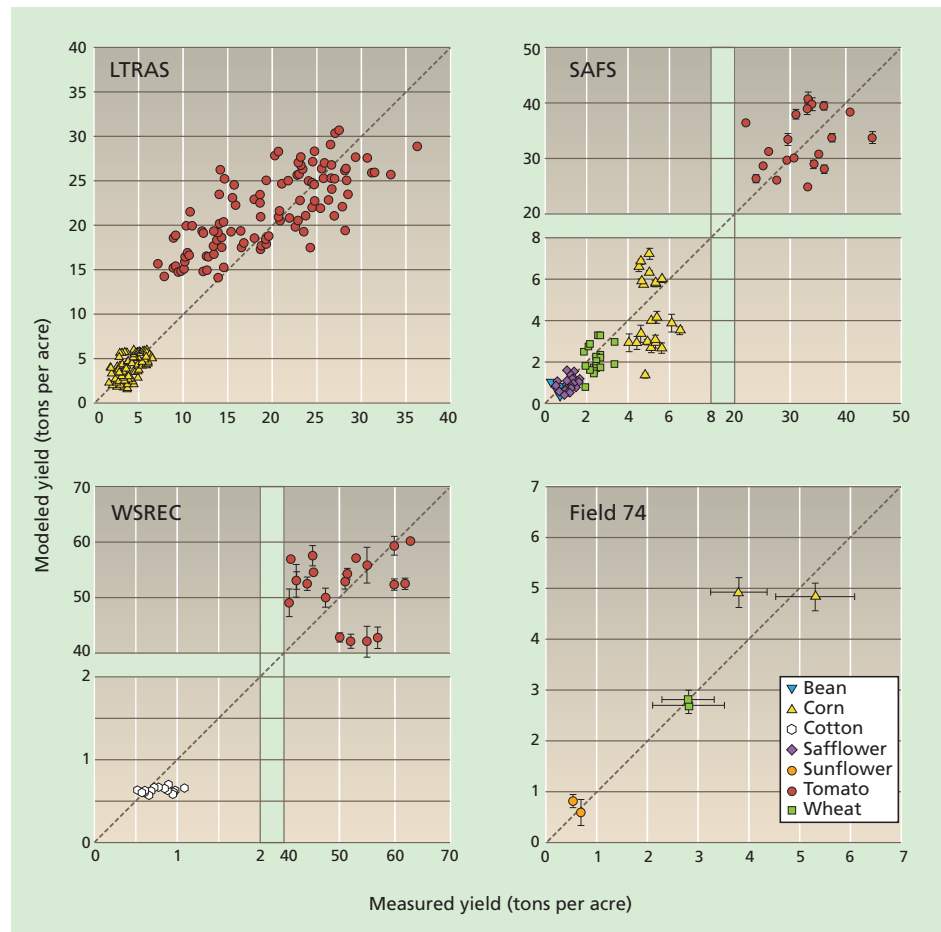 LTRAS
40
35
30
25
20
15
10
5
0
0 5 10 15 20 25 30 35 40
SAFS
50
40
30
20
8
6
4
2
0
0 2 4 6 8 20 30 40 50
Modeled yield (tons per acre)
WSREC
70
60
50
40
2
1
0
0 1 2 40 50 60 70
Field 74
7
6
5
4
3
2
1
0
0 1 2 3 4 5 6 7
Bean
Corn
Cotton
Safflower
Sunflower
Tomato
Wheat
Measured yield (tons per acre)